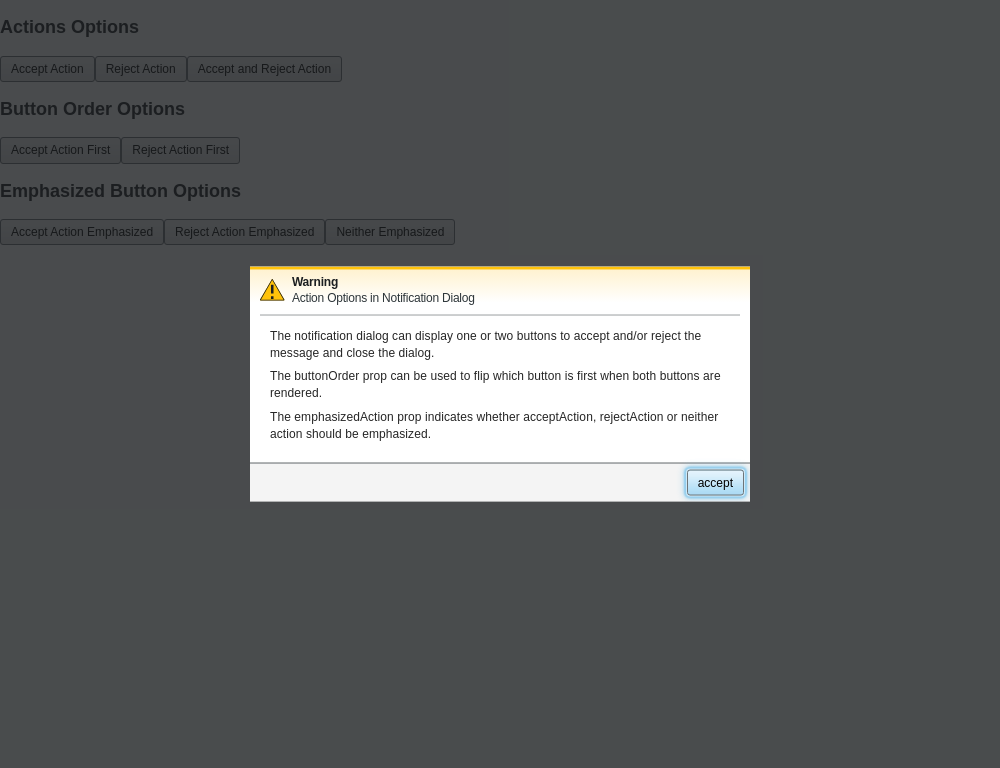 Actions Options
Accept Action Reject Action Accept and Reject Action
Button Order Options
Accept Action First Reject Action First
Emphasized Button Options
Accept Action Emphasized Reject Action Emphasized Neither Emphasized
Warning
Action Options in Notification Dialog
The notification dialog can display one or two buttons to accept and/or reject the
message and close the dialog.
The buttonOrder prop can be used to flip which button is first when both buttons are
rendered.
The emphasizedAction prop indicates whether acceptAction, rejectAction or neither
action should be emphasized.
accept